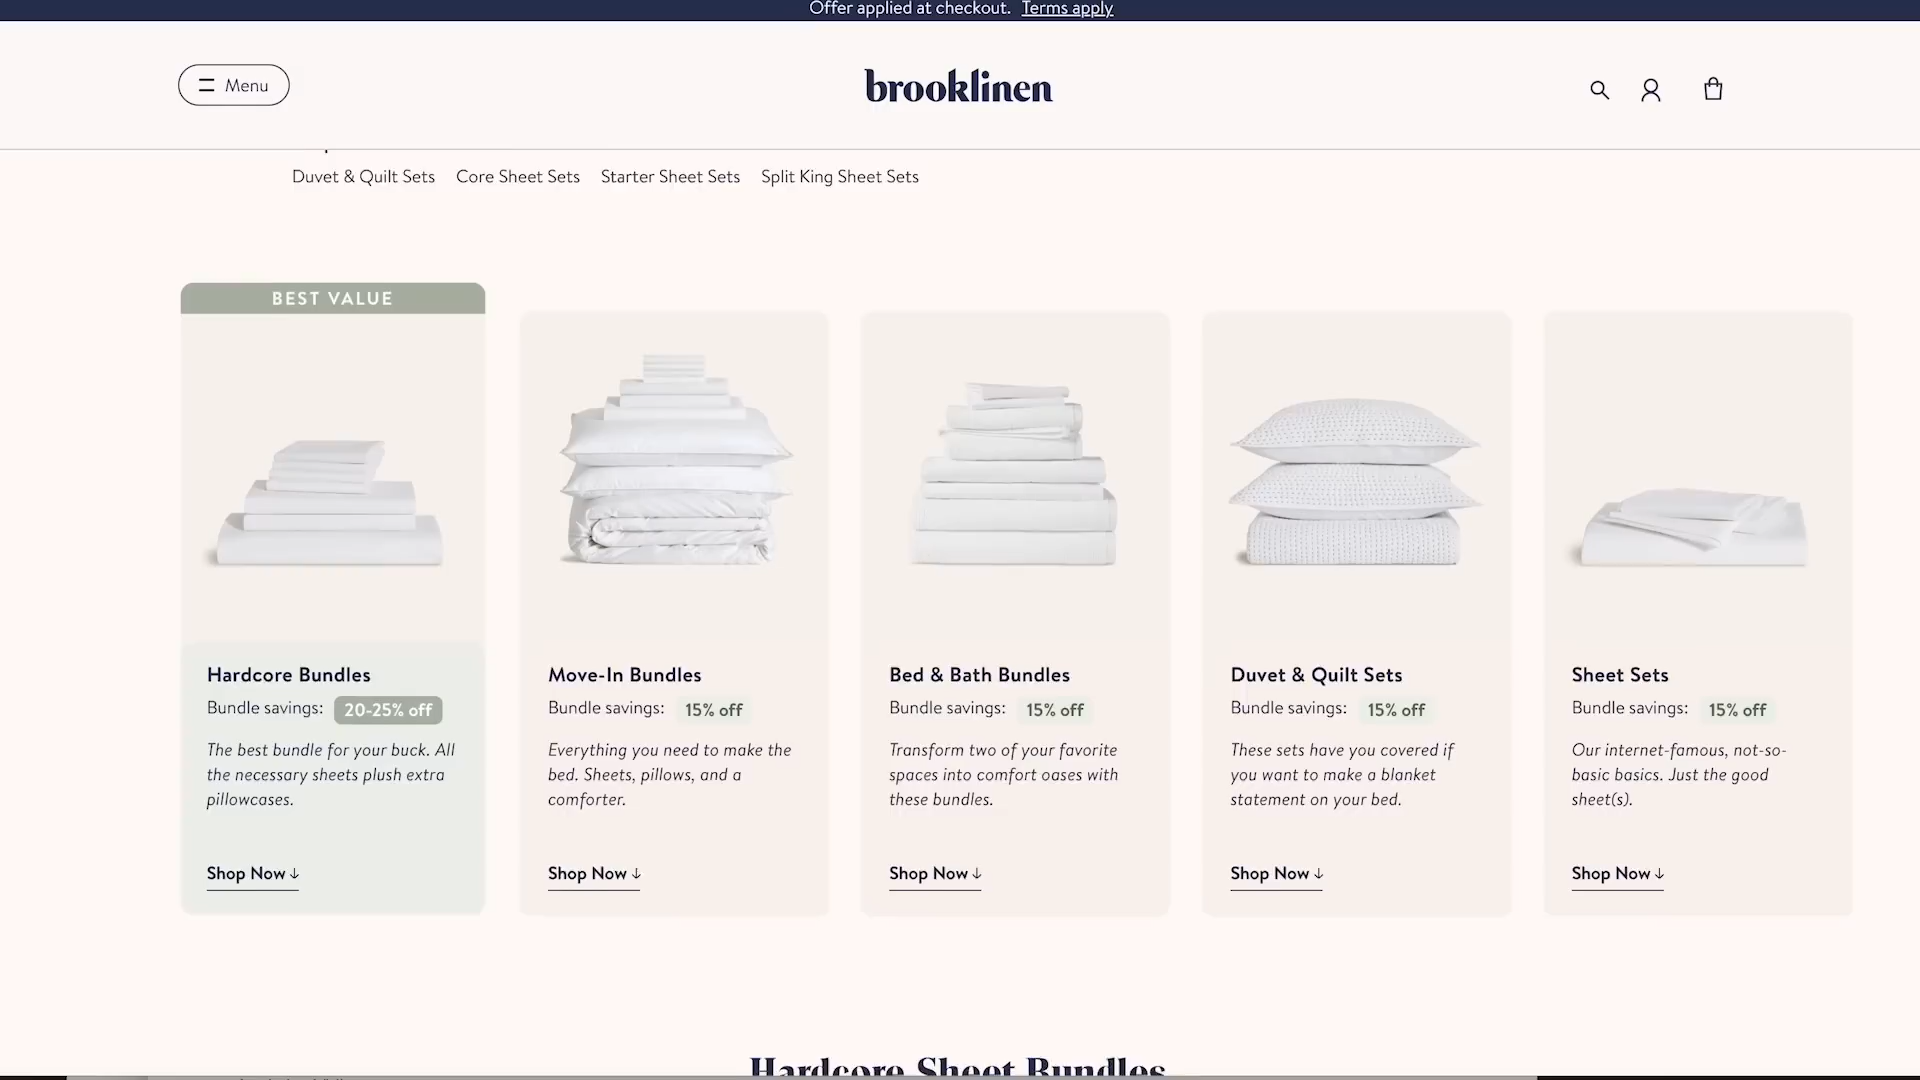 Offer applied at checkout. Terms apply
Menu
brooklinen
Duvet & Quilt Sets Core Sheet Sets Starter Sheet Sets Split King Sheet Sets
BEST VALUE
Hardcore Bundles
Bundle savings: 20-25% off
The best bundle for your buck. All
the necessary sheets plush extra
pillowcases.
Shop Now ↓
Move-In Bundles
Bundle savings: 15% off
Everything you need to make the
bed. Sheets, pillows, and a
comforter.
Shop Now ↓
Bed & Bath Bundles
Bundle savings: 15% off
Transform two of your favorite
spaces into comfort oases with
these bundles.
Shop Now ↓
Duvet & Quilt Sets
Bundle savings: 15% off
These sets have you covered if
you want to make a blanket
statement on your bed.
Shop Now ↓
Sheet Sets
Bundle savings: 15% off
Our internet-famous, not-so-
basic basics. Just the good
sheet(s).
Shop Now ↓
Hardcore Sheet Bundles